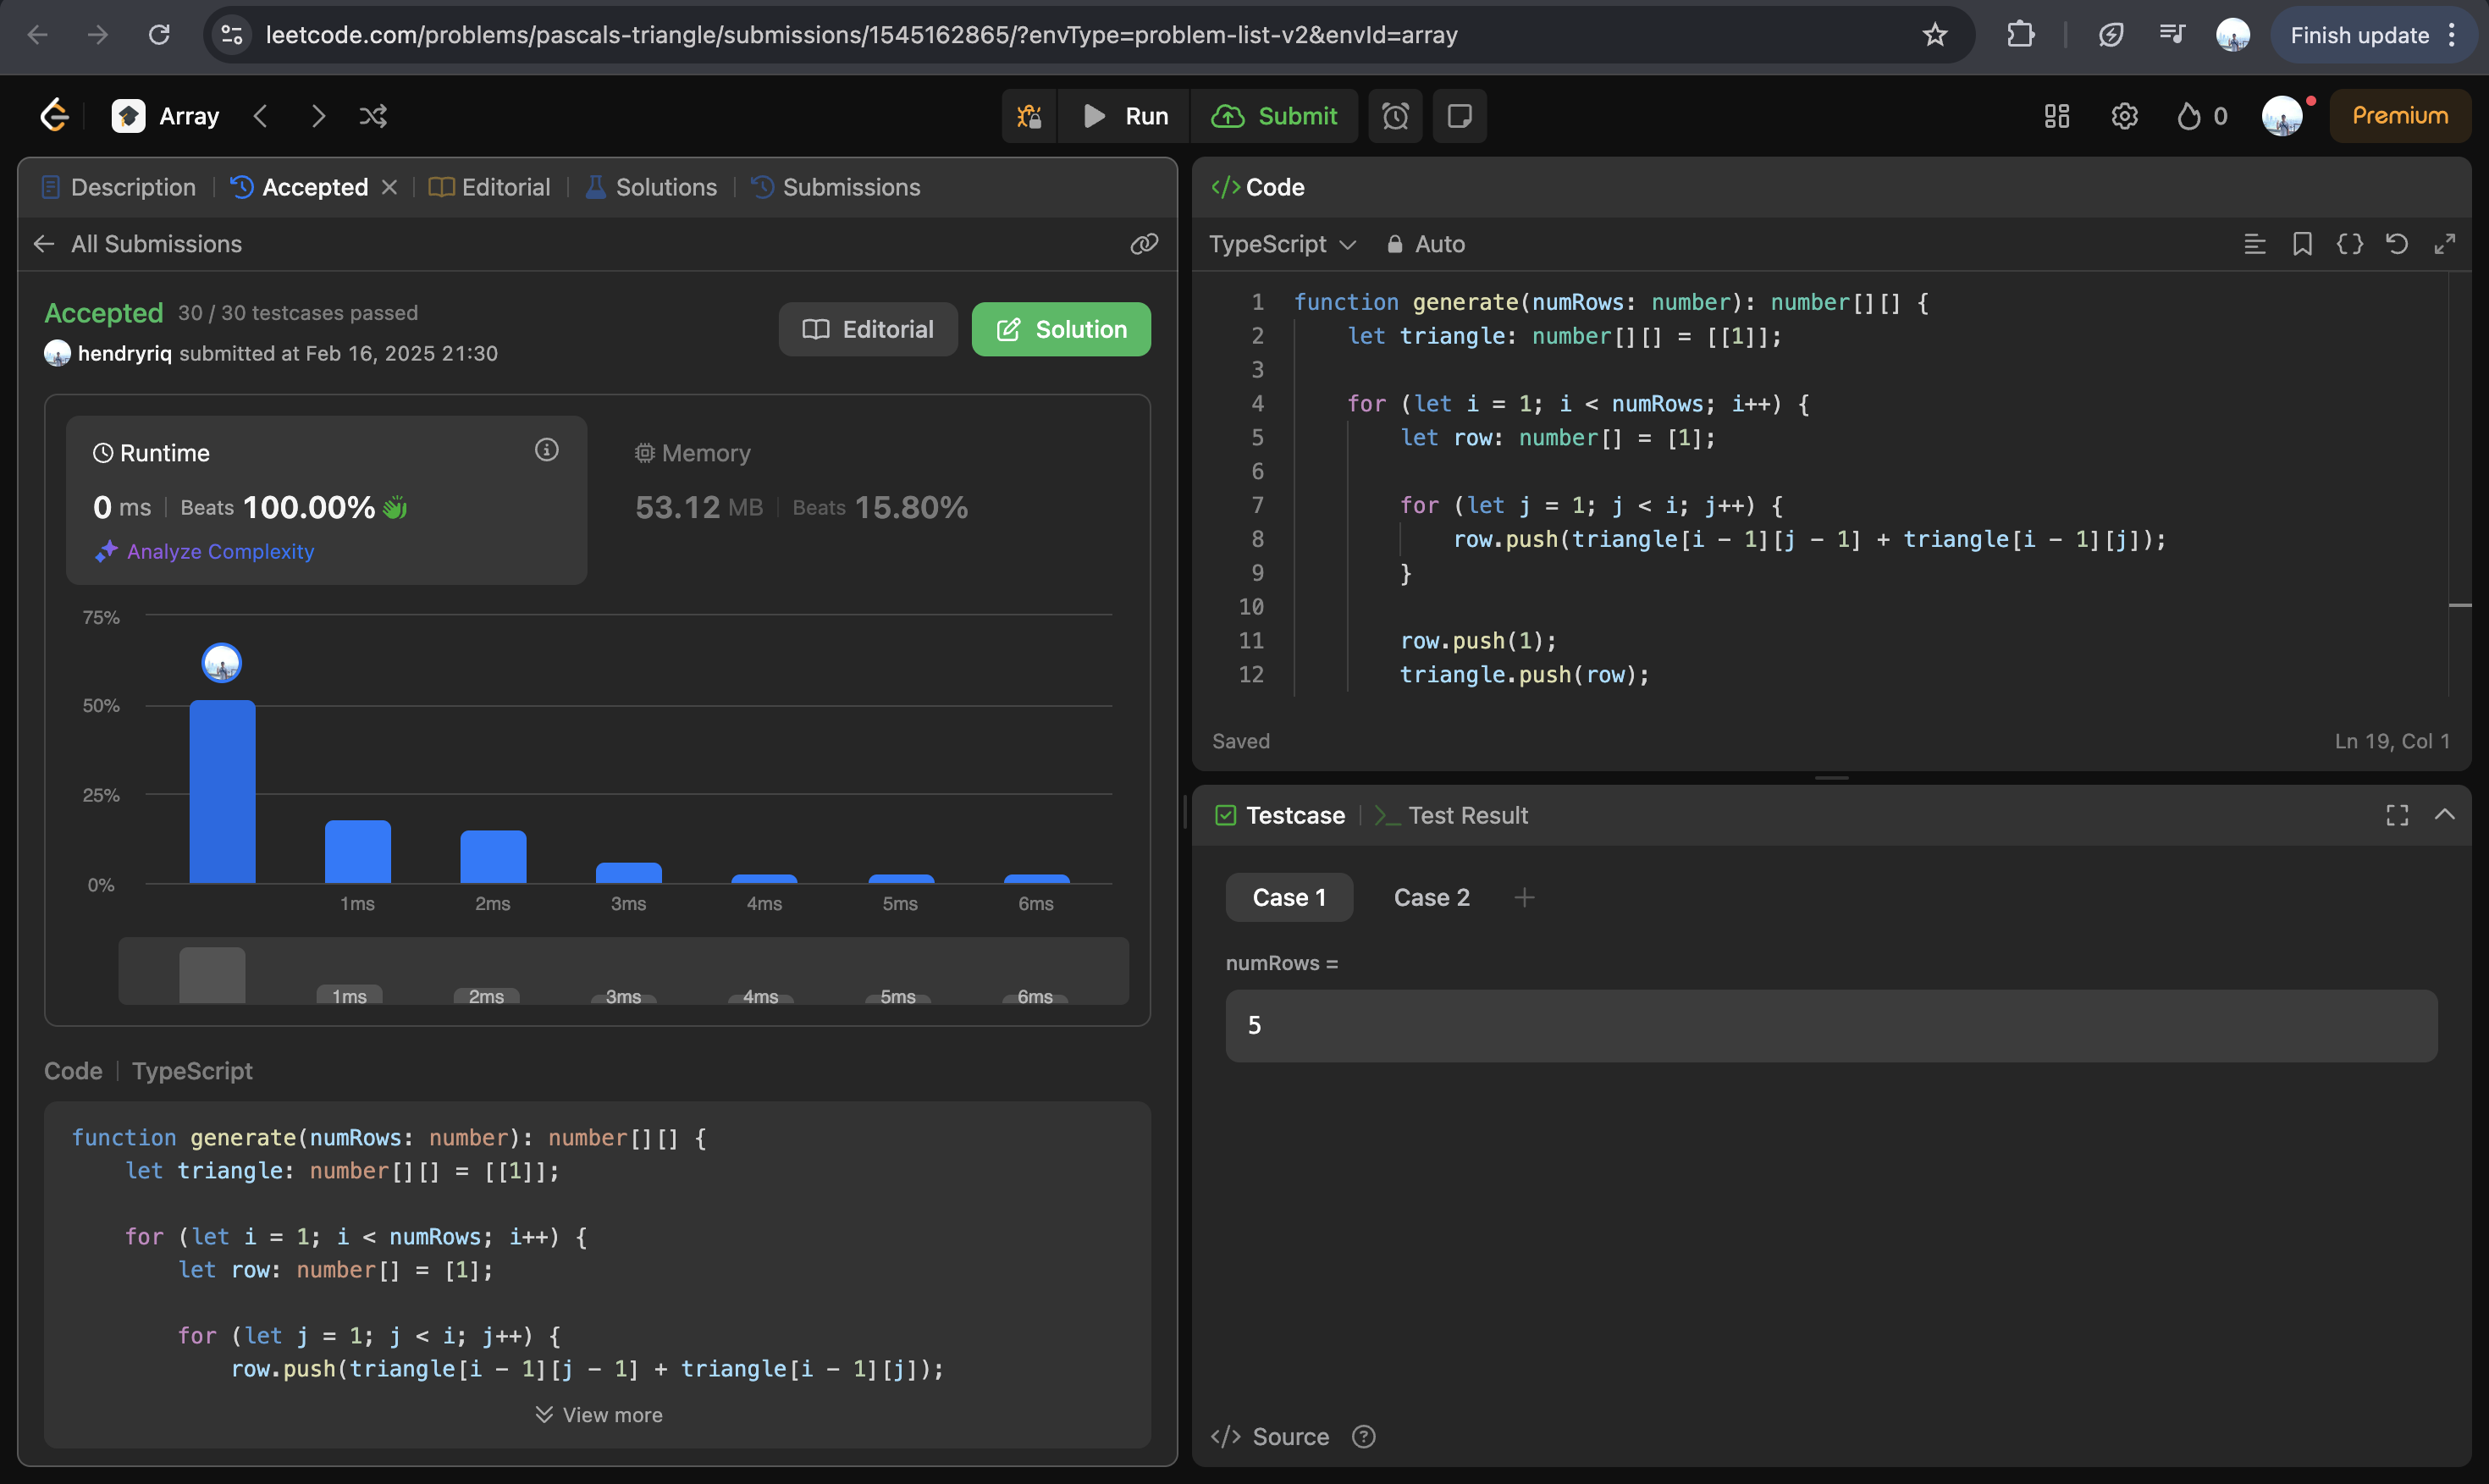 leetcode.com/problems/pascals-triangle/submissions/1545162865/?envType=problem-list-v2&envId=array
Finish update
Array
Run
Submit
0
Premium
Description
Accepted
Editorial
Solutions
Submissions
All Submissions
Accepted 30 / 30 testcases passed
hendryriq submitted at Feb 16, 2025 21:30
Editorial
Solution
Runtime
0 ms Beats 100.00%
Analyze Complexity
Memory
53.12 MB Beats 15.80%
75%
50%
25%
0%
1ms 2ms 3ms 4ms 5ms 6ms
1ms 2ms 3ms 4ms 5ms 6ms
Code TypeScript
function generate(numRows: number): number[][] {
    let triangle: number[][] = [[1]];
    for (let i = 1; i < numRows; i++) {
        let row: number[] = [1];
        for (let j = 1; j < i; j++) {
            row.push(triangle[i - 1][j - 1] + triangle[i - 1][j]);
View more
</> Code
TypeScript
Auto
1 function generate(numRows: number): number[][] {
2     let triangle: number[][] = [[1]];
3
4     for (let i = 1; i < numRows; i++) {
5         let row: number[] = [1];
6
7         for (let j = 1; j < i; j++) {
8             row.push(triangle[i - 1][j - 1] + triangle[i - 1][j]);
9         }
10
11         row.push(1);
12         triangle.push(row);
Saved
Ln 19, Col 1
Testcase
Test Result
Case 1
Case 2
numRows =
5
</> Source